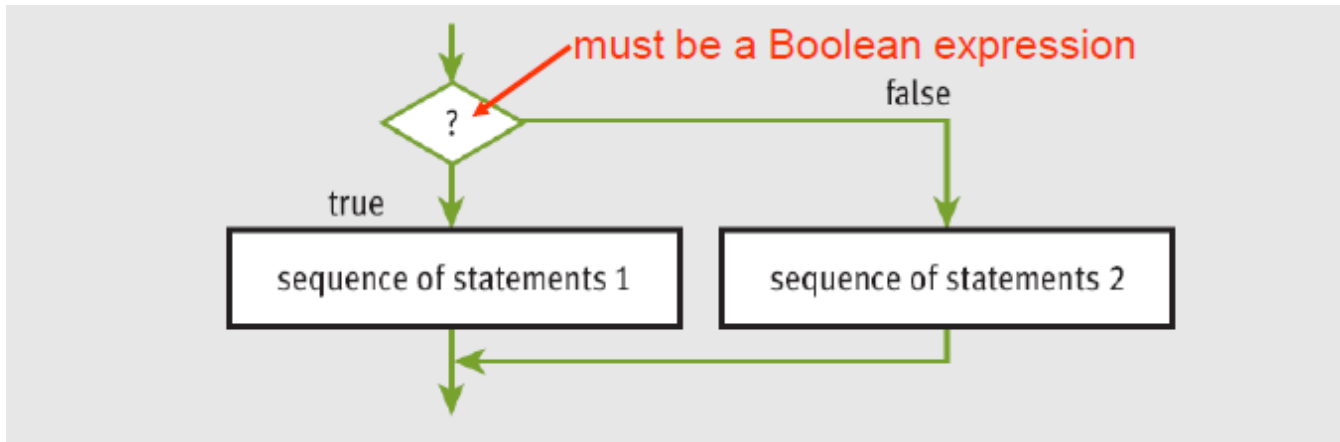 must be a Boolean expression
false
?
true
sequence of statements 1
sequence of statements 2